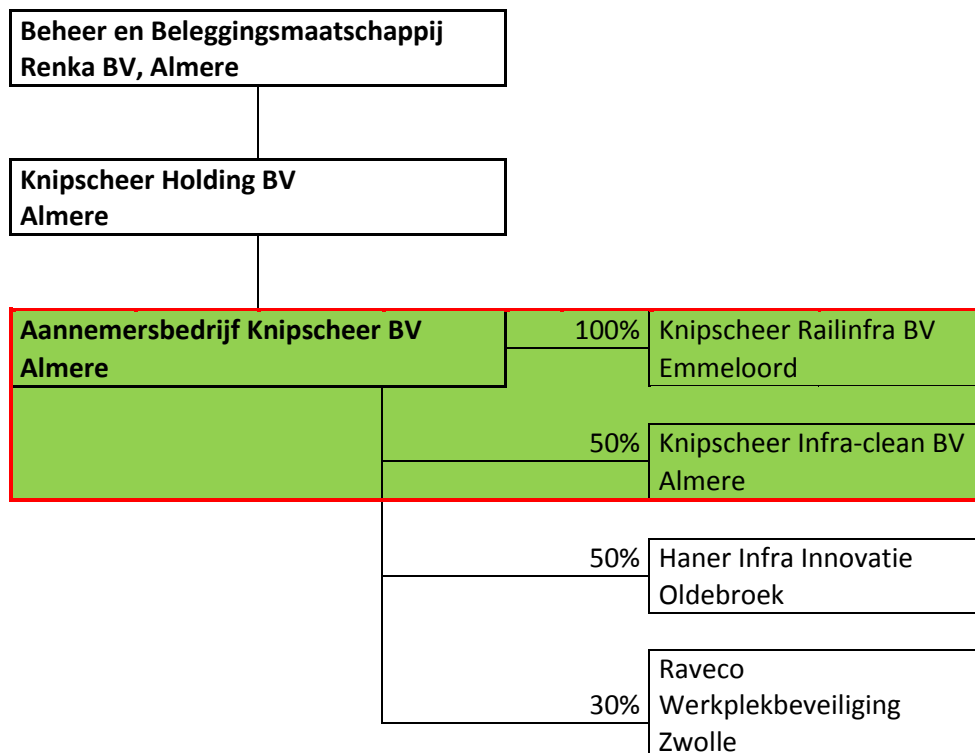 Beheer en Beleggingsmaatschappij
Renka BV, Almere
Knipscheer Holding BV
Almere
Aannemersbedrijf Knipscheer BV
Almere
100%
Knipscheer Railinfra BV
Emmeloord
50%
Knipscheer Infra-clean BV
Almere
50%
Haner Infra Innovatie
Oldebroek
30%
Raveco
Werkplekbeveiliging
Zwolle